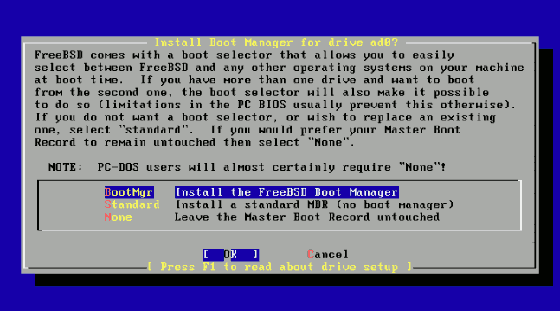 Install Boot Manager for drive ad0?
FreeBSD comes with a boot selector that allows you to easily
select between FreeBSD and any other operating systems on your machine
at boot time.  If you have more than one drive and want to boot
from the second one, the boot selector will also make it possible
to do so (limitations in the PC BIOS usually prevent this otherwise).
If you do not want a boot selector, or wish to replace an existing
one, select "standard".  If you would prefer your Master Boot
Record to remain untouched then select "None".
NOTE:  PC-DOS users will almost certainly require "None"!
BootMgr   Install the FreeBSD Boot Manager
Standard  Install a standard MBR (no boot manager)
None      Leave the Master Boot Record untouched
[  OK  ]     Cancel
[ Press F1 to read about drive setup ]